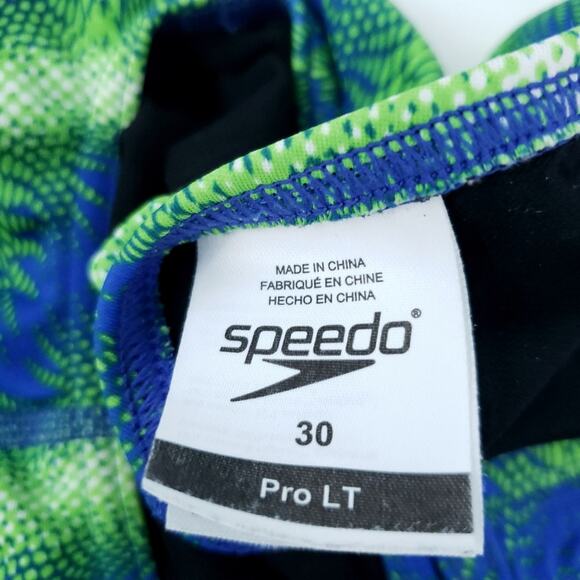 MADE IN CHINA
FABRIQUÉ EN CHINE
HECHO EN CHINA
speedo®
30
Pro LT